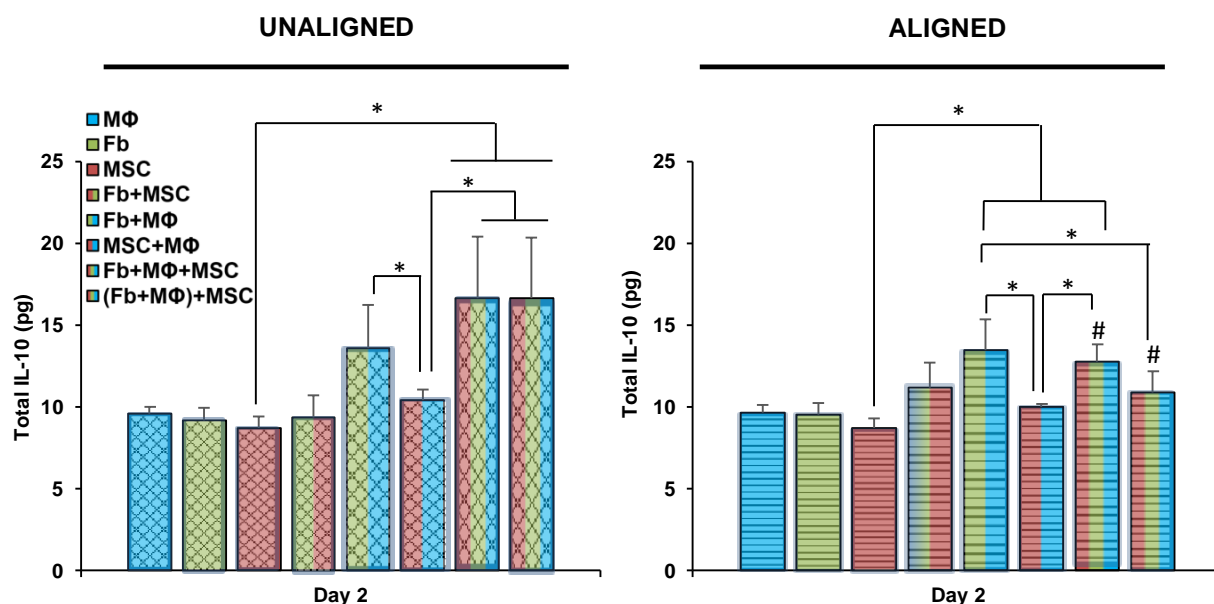 UNALIGNED
*
MΦ
Fb
MSC
Fb+MSC
Fb+MΦ
MSC+MΦ
Fb+MΦ+MSC
(Fb+MΦ)+MSC
*
*
25
20
15
10
5
0
Total IL-10 (pg)
Day 2
ALIGNED
*
*
*
*
#
#
25
20
15
10
5
0
Total IL-10 (pg)
Day 2